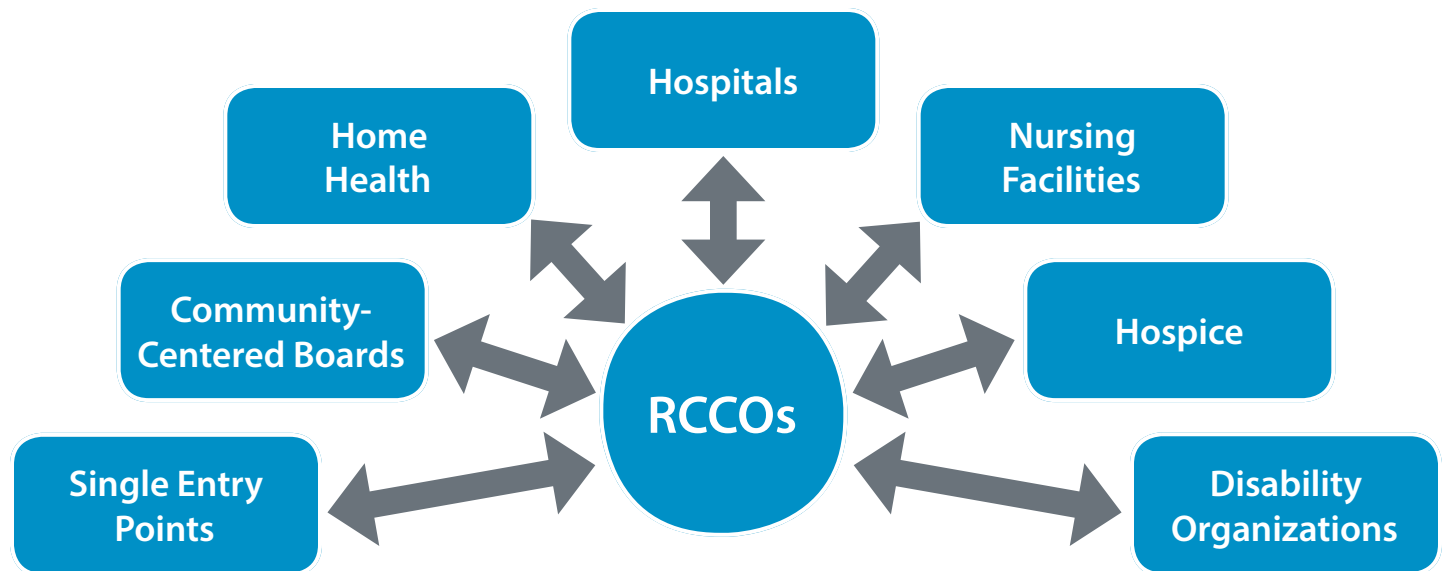 Hospitals
Home
Health
Nursing
Facilities
Community-
Centered Boards
Hospice
RCCOs
Single Entry
Points
Disability
Organizations